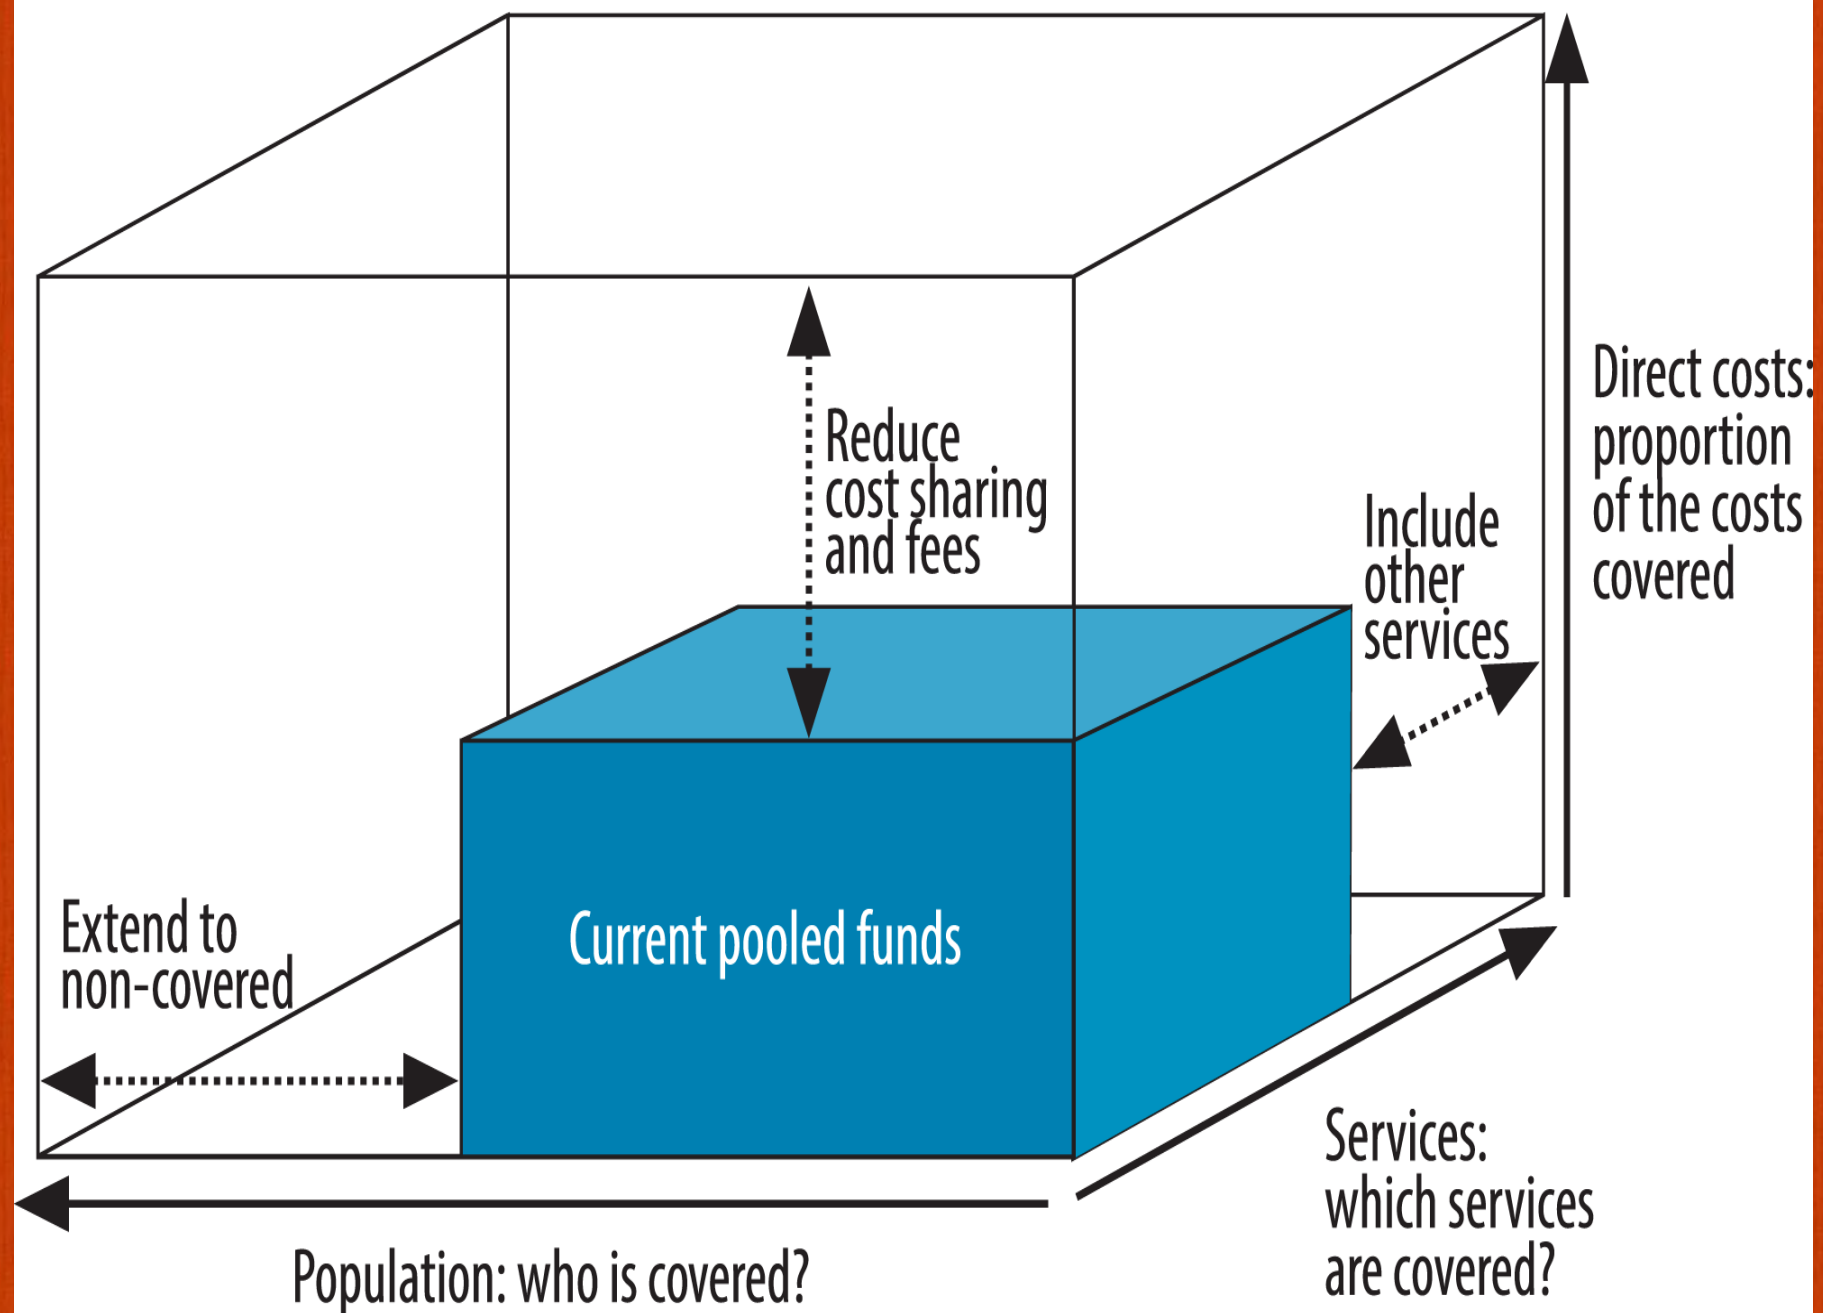 Reduce
cost sharing
and fees
Direct costs:
proportion
of the costs
covered
Include
other
services
Extend to
non-covered
Current pooled funds
Services:
which services
are covered?
Population: who is covered?